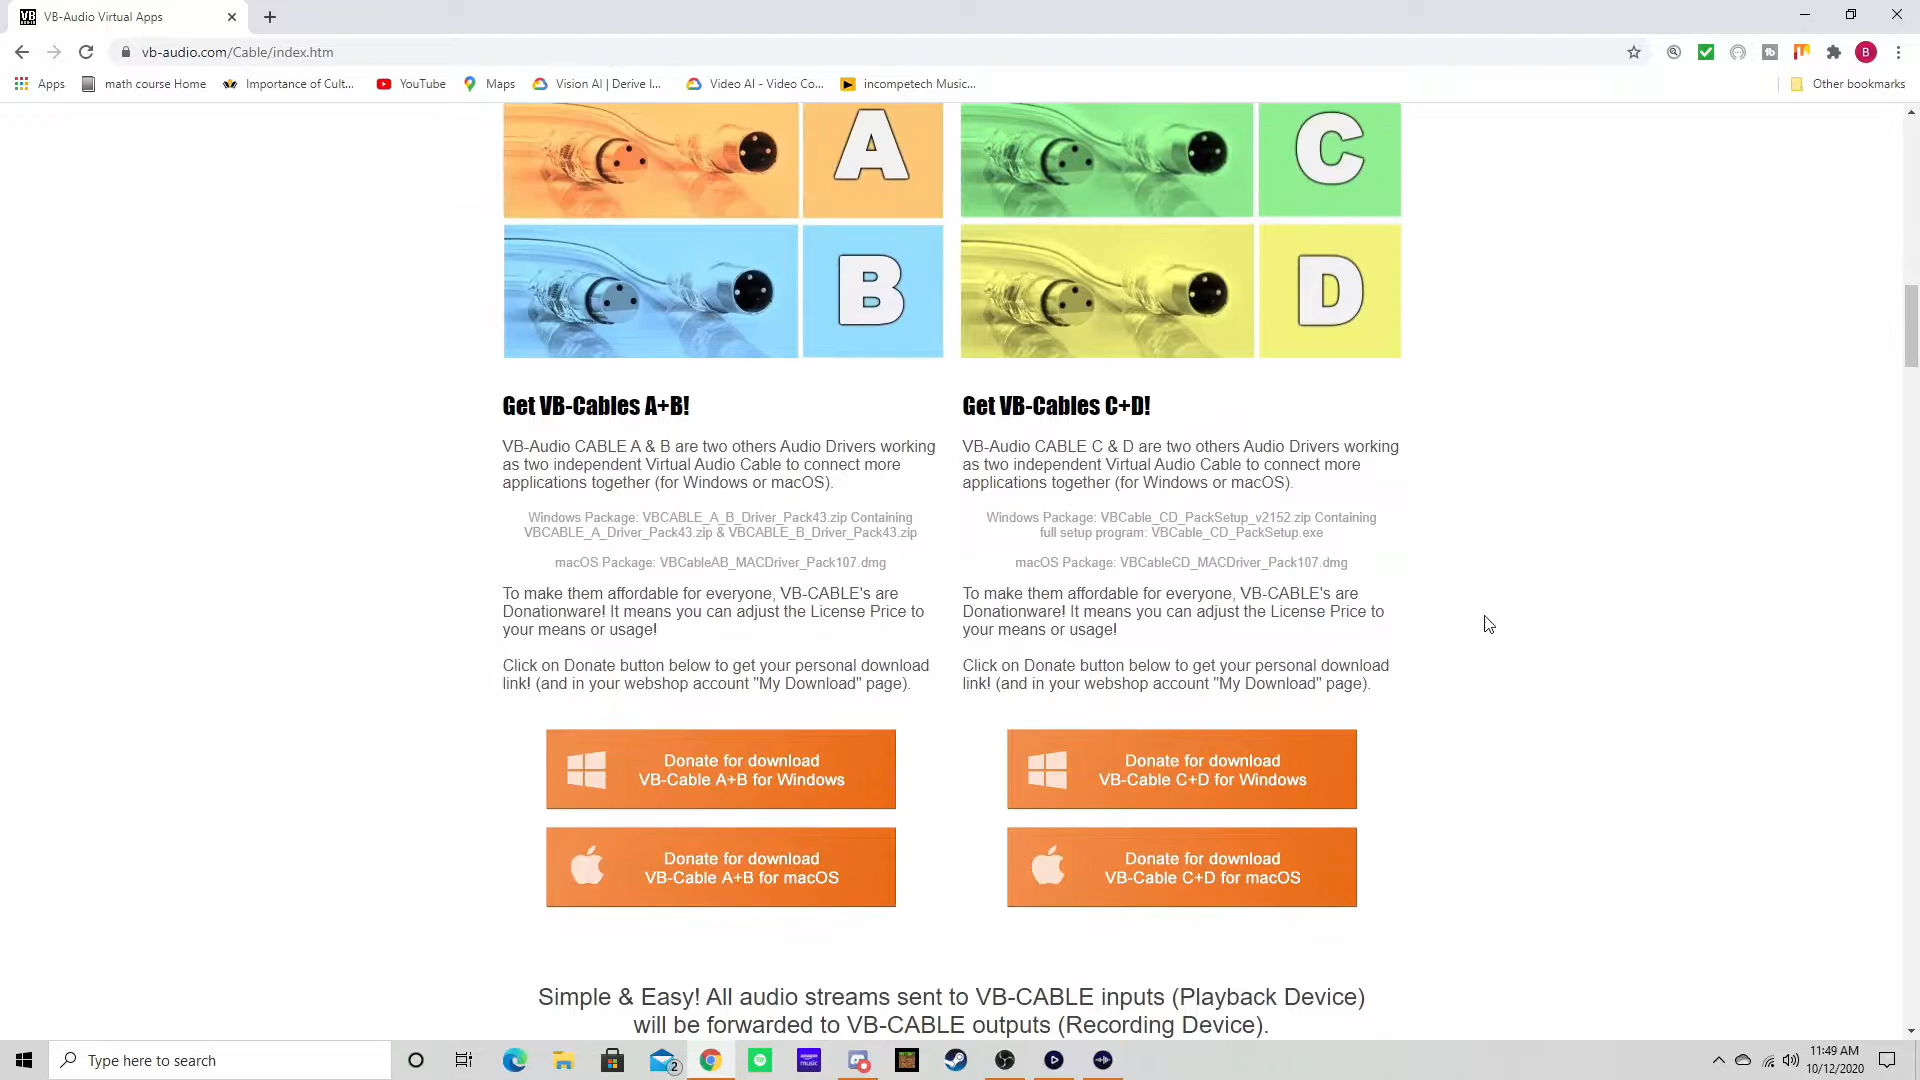 VB-Audio Virtual Apps
vb-audio.com/Cable/index.htm
B
Apps
math course Home
Importance of Cult...
YouTube
Maps
Vision AI | Derive I...
Video AI - Video Co...
incompetech Music...
Other bookmarks
A
C
B
D
Get VB-Cables A+B!
VB-Audio CABLE A & B are two others Audio Drivers working
as two independent Virtual Audio Cable to connect more
applications together (for Windows or macOS).
Windows Package: VBCABLE_A_B_Driver_Pack43.zip Containing
VBCABLE_A_Driver_Pack43.zip & VBCABLE_B_Driver_Pack43.zip
macOS Package: VBCableAB_MACDriver_Pack107.dmg
To make them affordable for everyone, VB-CABLE's are
Donationware! It means you can adjust the License Price to
your means or usage!
Click on Donate button below to get your personal download
link! (and in your webshop account "My Download" page).
Donate for download
VB-Cable A+B for Windows
Donate for download
VB-Cable A+B for macOS
Get VB-Cables C+D!
VB-Audio CABLE C & D are two others Audio Drivers working
as two independent Virtual Audio Cable to connect more
applications together (for Windows or macOS).
Windows Package: VBCable_CD_PackSetup_v2152.zip Containing
full setup program: VBCable_CD_PackSetup.exe
macOS Package: VBCableCD_MACDriver_Pack107.dmg
To make them affordable for everyone, VB-CABLE's are
Donationware! It means you can adjust the License Price to
your means or usage!
Click on Donate button below to get your personal download
link! (and in your webshop account "My Download" page).
Donate for download
VB-Cable C+D for Windows
Donate for download
VB-Cable C+D for macOS
Simple & Easy! All audio streams sent to VB-CABLE inputs (Playback Device)
will be forwarded to VB-CABLE outputs (Recording Device).
Type here to search
2
amazon
music
11:49 AM
10/12/2020